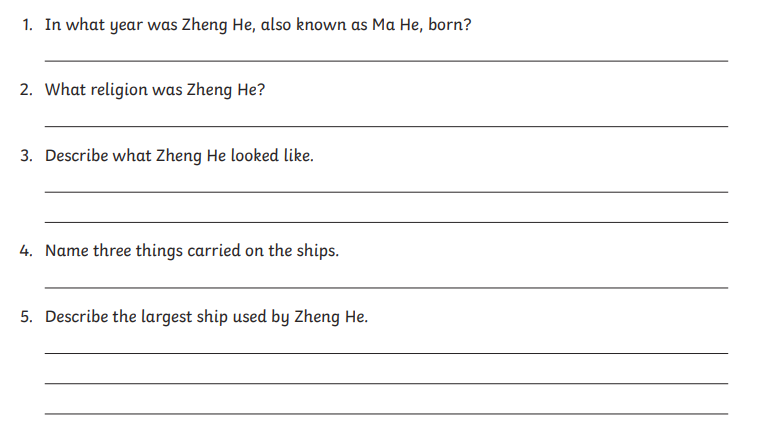 1. In what year was Zheng He, also known as Ma He, born?
2. What religion was Zheng He?
3. Describe what Zheng He looked like.
4. Name three things carried on the ships.
5. Describe the largest ship used by Zheng He.